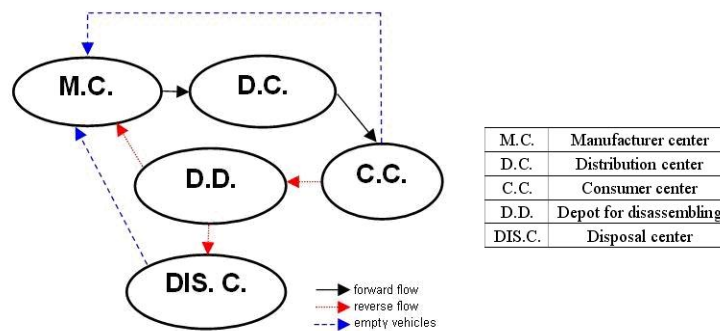 M.C.
D.C.
D.D.
C.C.
DIS. C.
forward flow
reverse flow
empty vehicles
M.C. Manufacturer center
D.C. Distribution center
C.C. Consumer center
D.D. Depot for disassembling
DIS.C. Disposal center